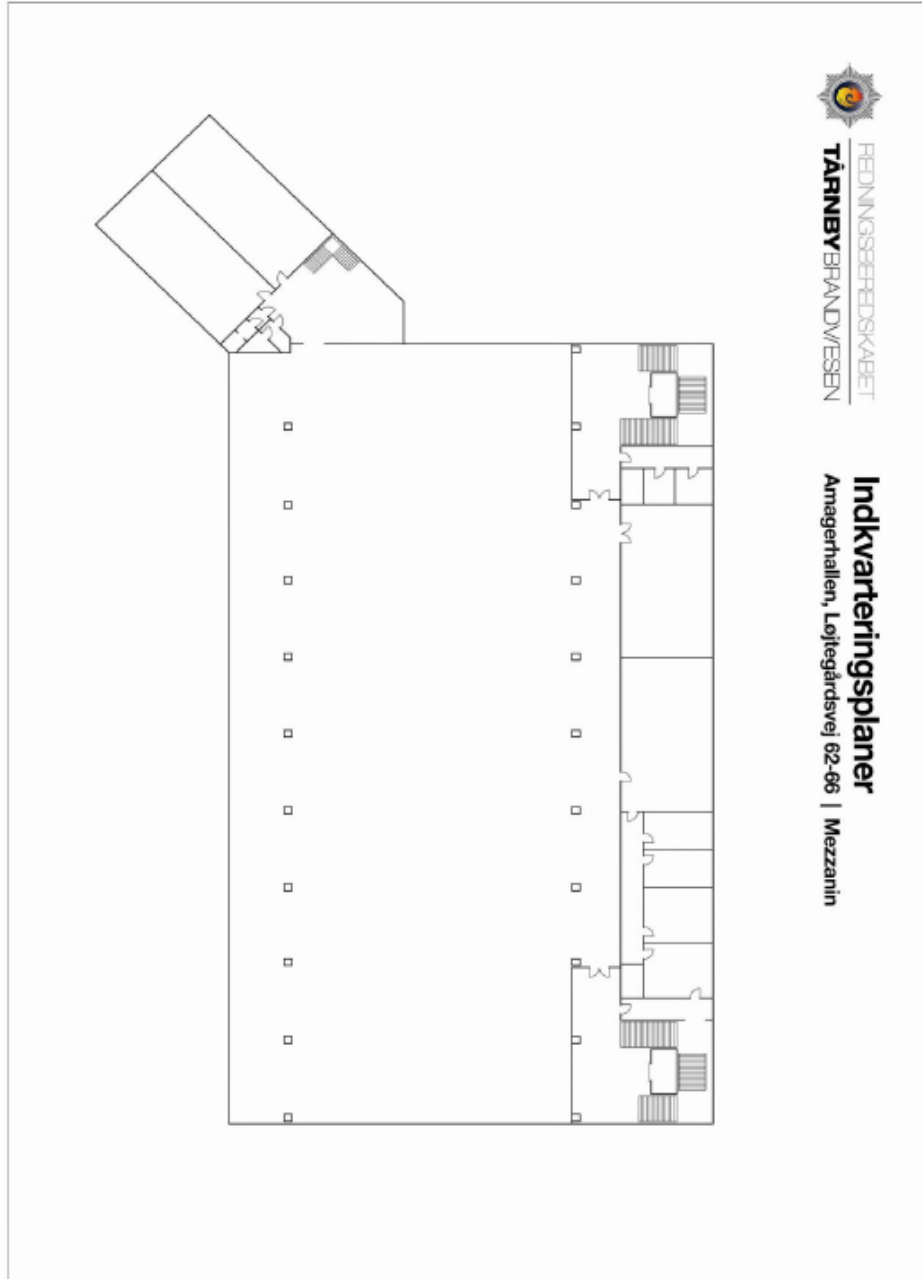 REDNINGSBEREDSKABET
TÅRNBYBRANDVÆSEN
Indkvarteringsplaner
Amagerhallen, Løjtegårdsvej 62-66 | Mezzanin